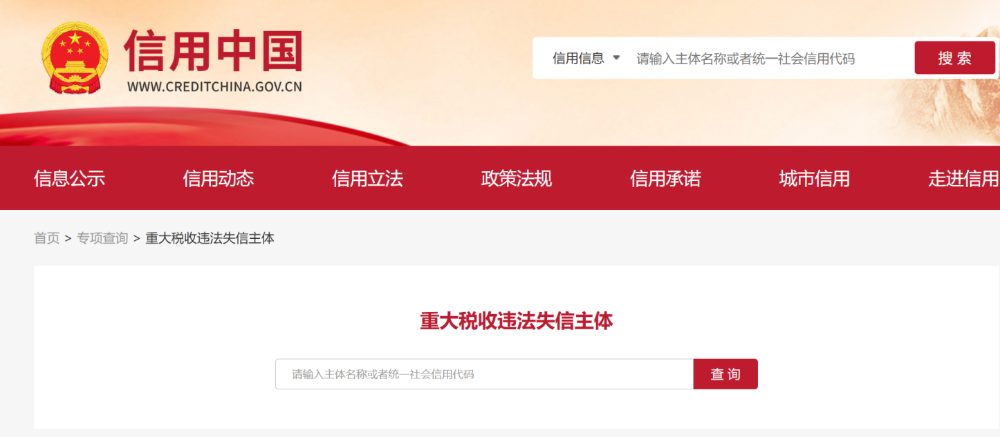 信用中国
WWW.CREDITCHINA.GOV.CN
信用信息 请输入主体名称或者统一社会信用代码 搜索
信息公示 信用动态 信用立法 政策法规 信用承诺 城市信用 走进信用
首页 > 专项查询 > 重大税收违法失信主体
重大税收违法失信主体
请输入主体名称或者统一社会信用代码 查询